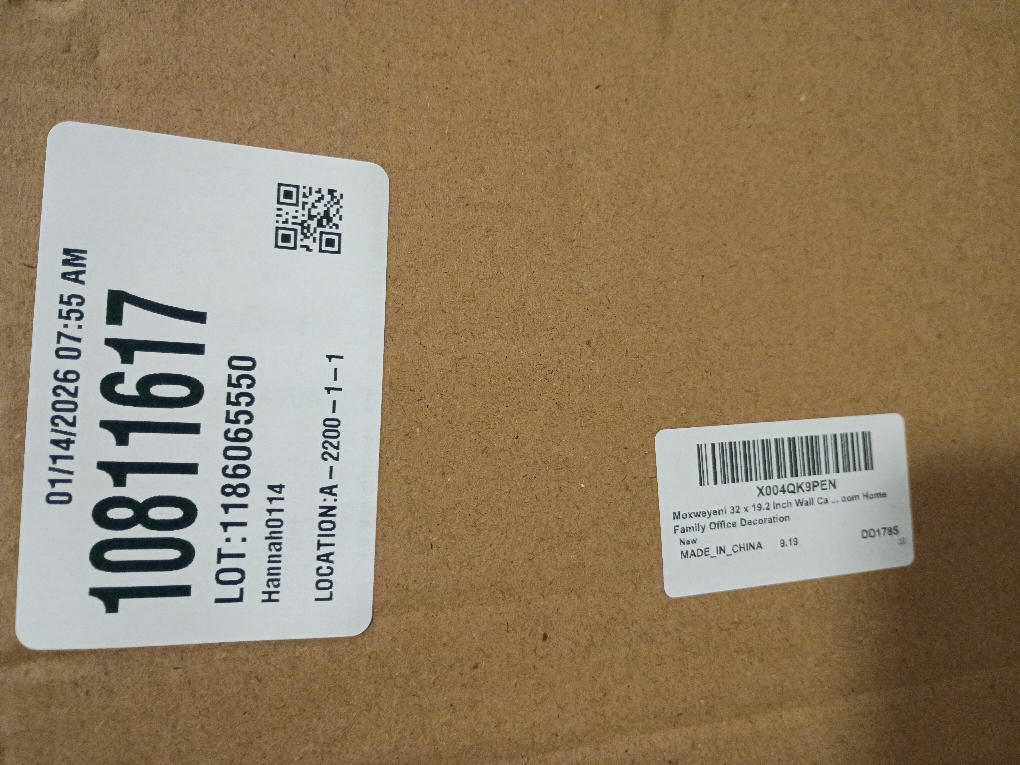 01/14/2026 07:55 AM
10811617
LOT:1186065550
Hannah0114
LOCATION:A-2200-1-1
X004QK9PEN
Moxweyeni 32 x 19.2 Inch Wall Ca ... oom Home
Family Office Decoration
New
MADE_IN_CHINA 9.19 DD178S